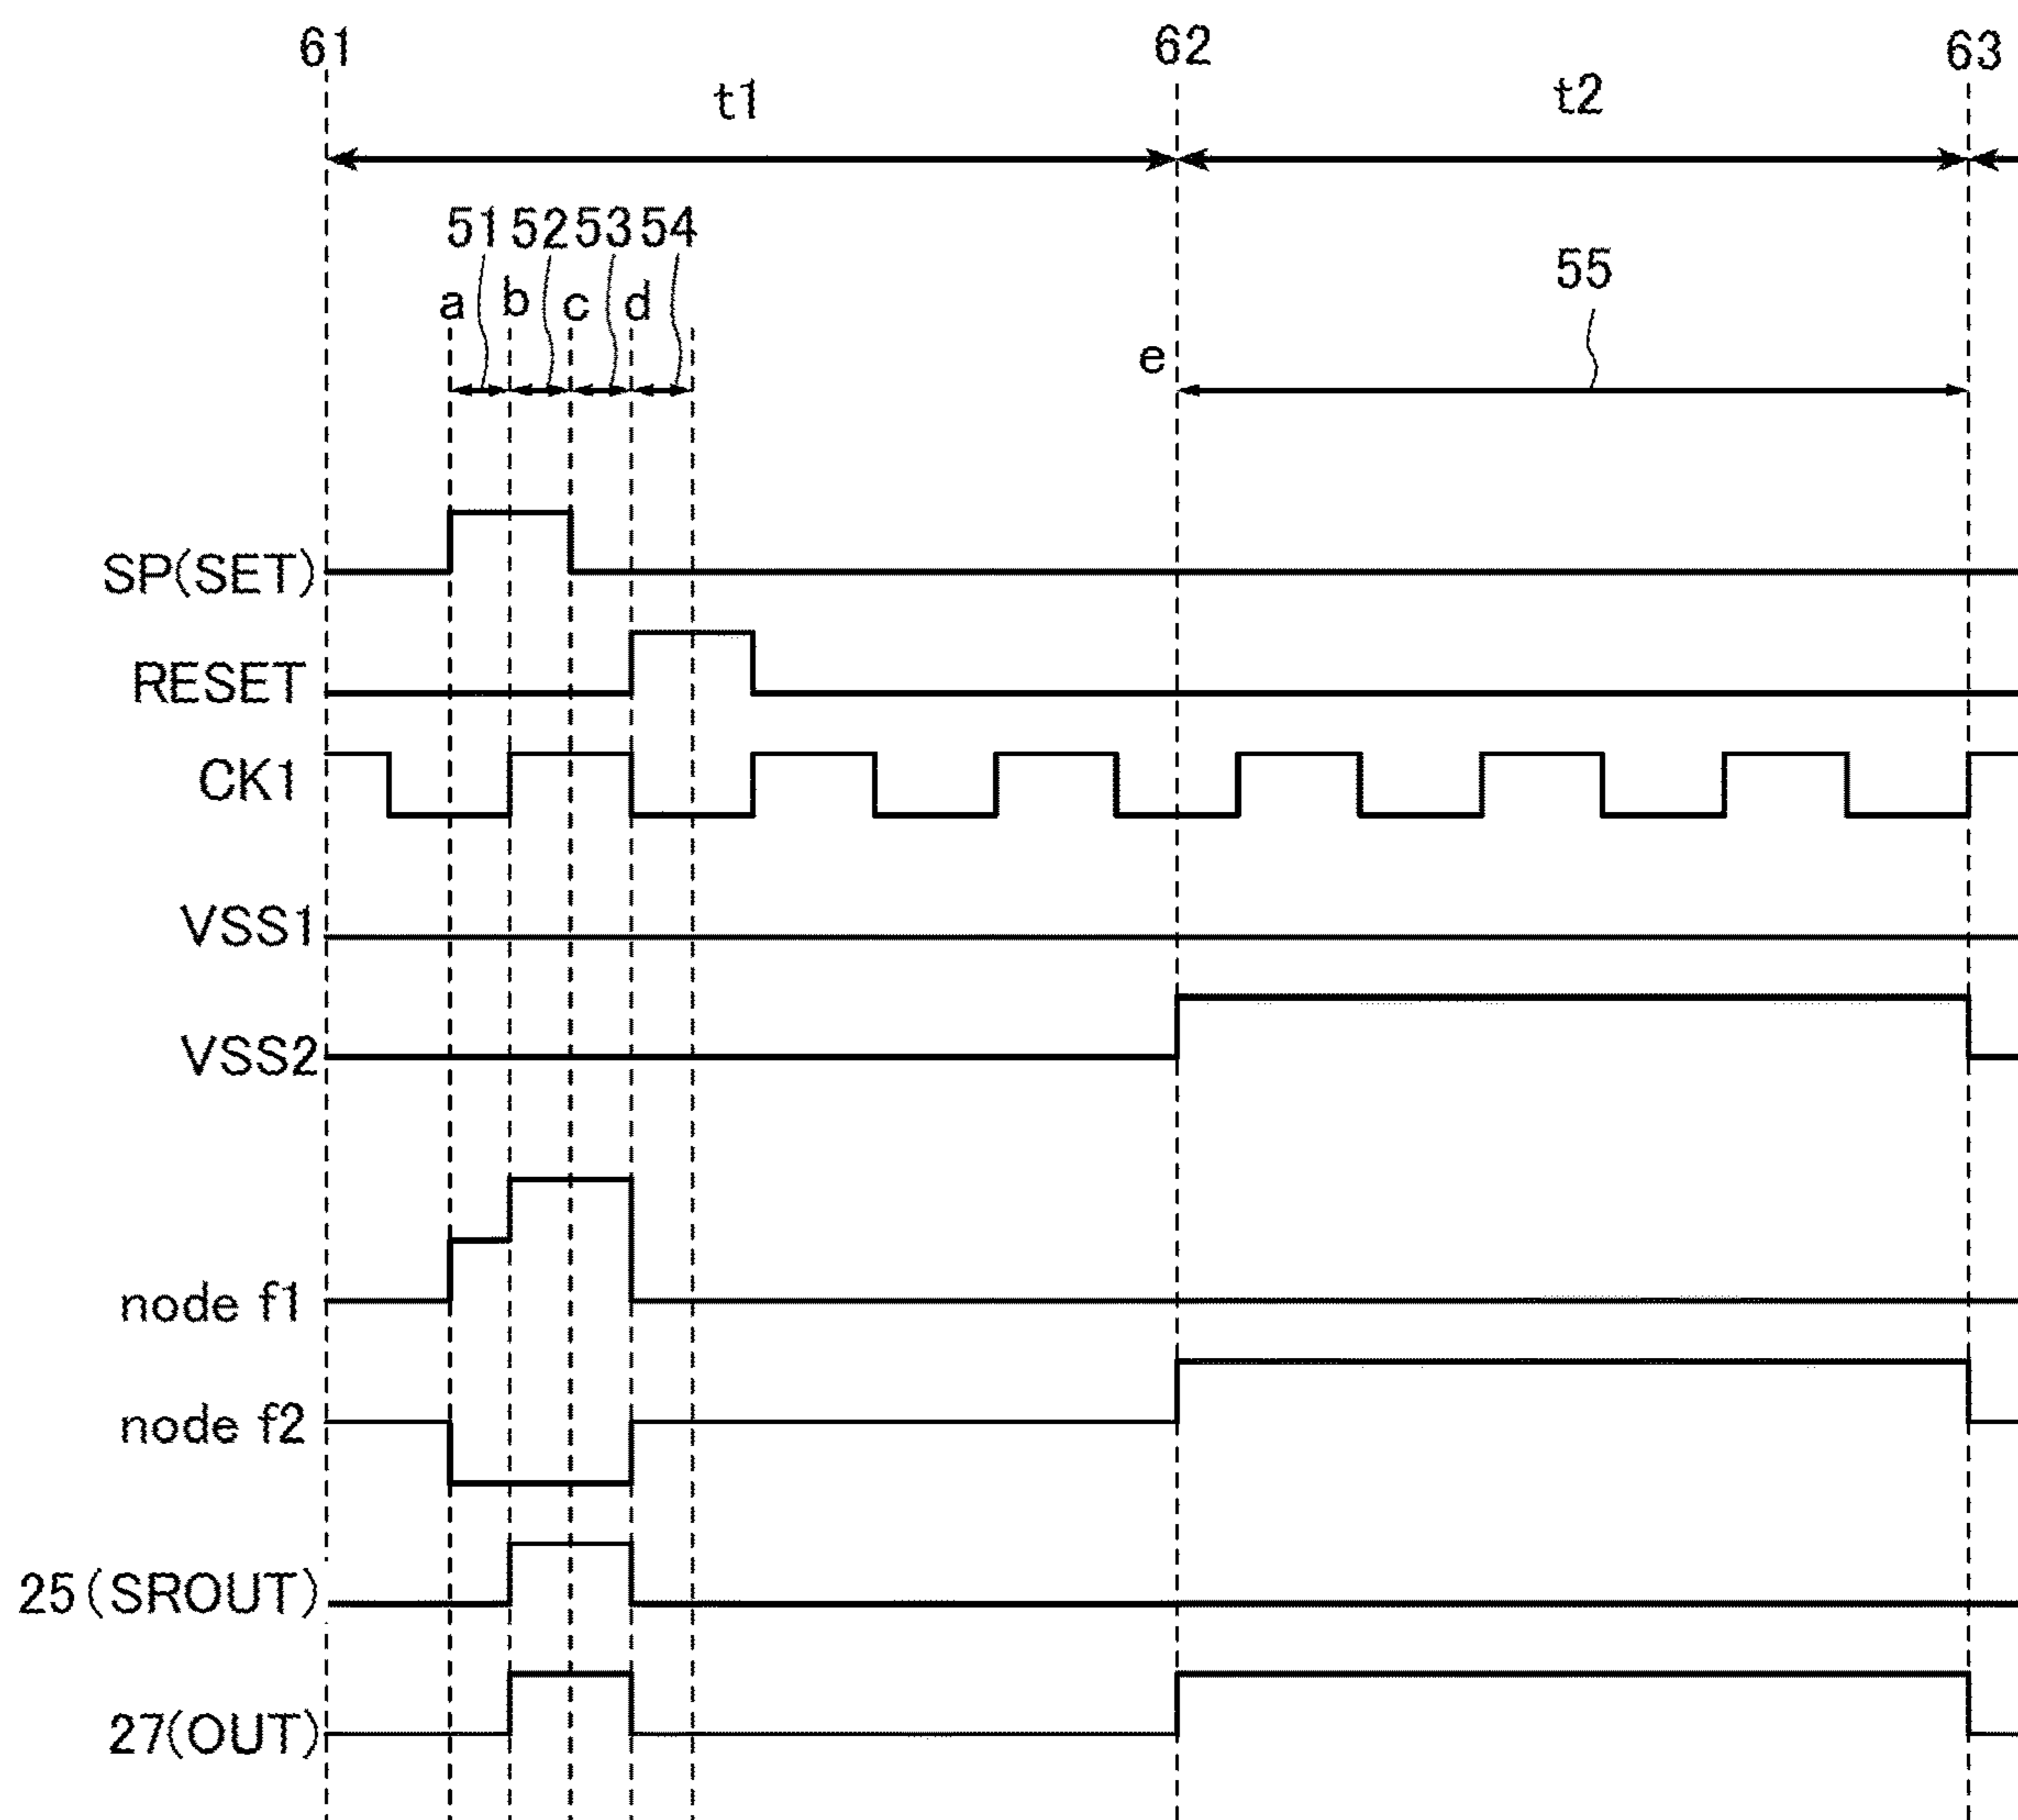 61 62 63
t1 t2
51 52 53 54
55
a b c d
e
SP(SET)
RESET
CK1
VSS1
VSS2
node f1
node f2
25(SROUT)
27(OUT)